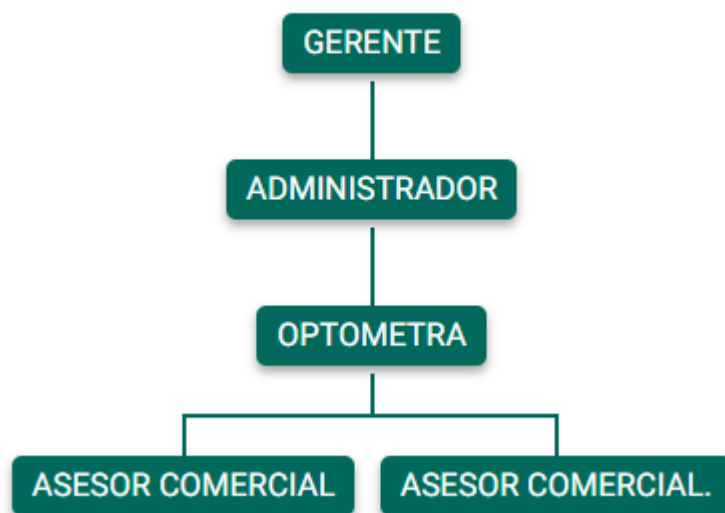 GERENTE
ADMINISTRADOR
OPTOMETRA
ASESOR COMERCIAL
ASESOR COMERCIAL.